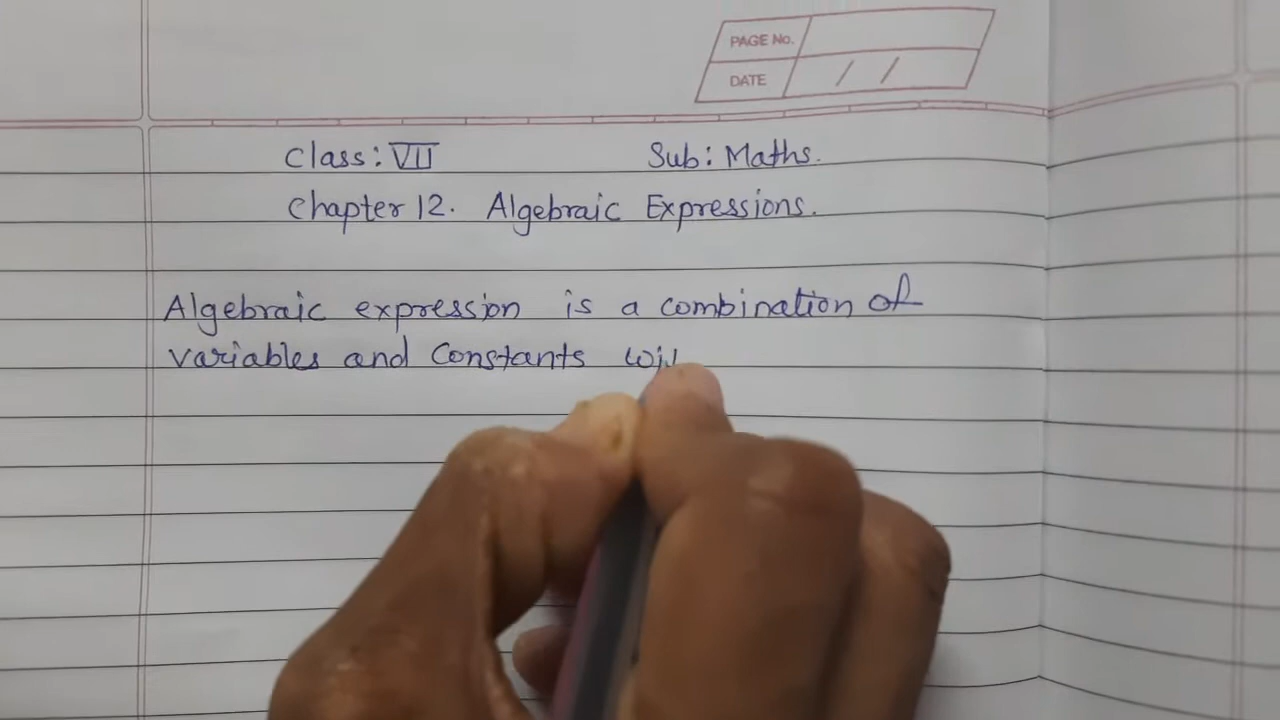 PAGE No.
DATE / /
Class: VII Sub: Maths.
Chapter 12. Algebraic Expressions.
Algebraic expression is a combination of
variables and constants